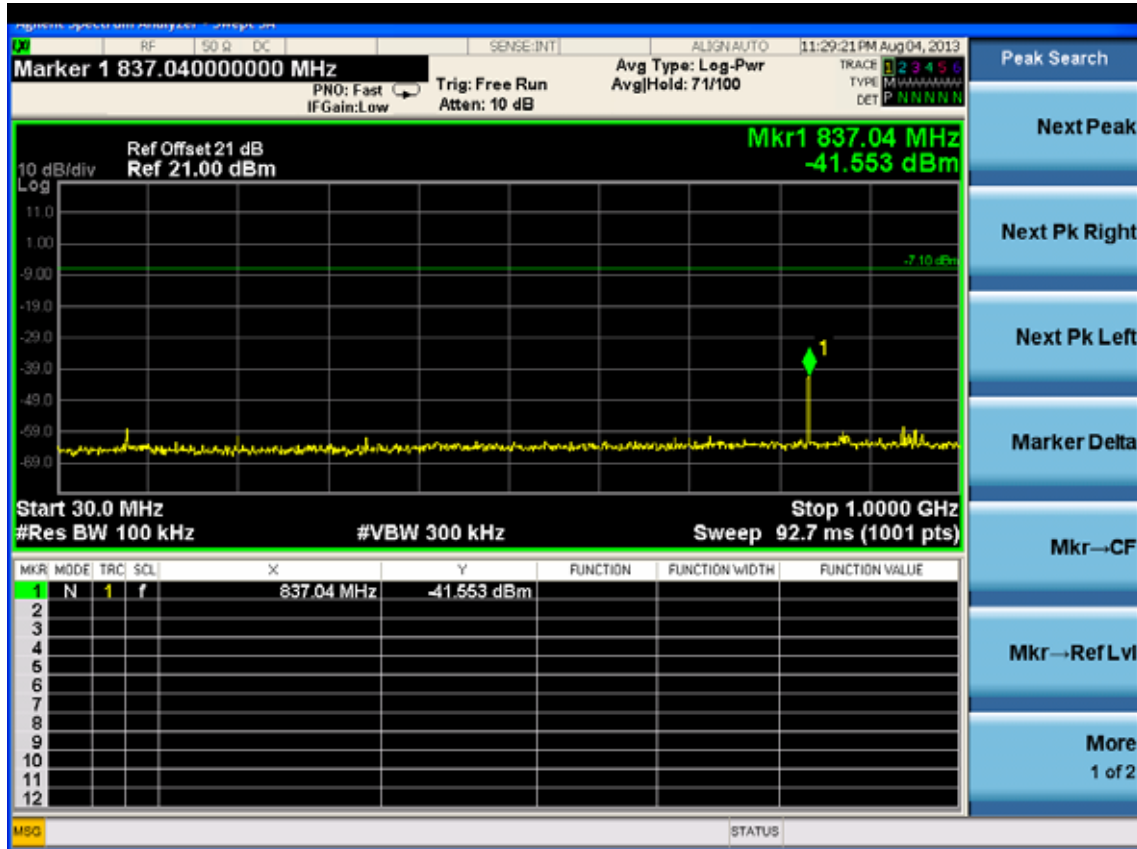 Agilent Spectrum Analyzer - Swept SA
RF 50 Ω DC SENSE:INT ALIGN AUTO 11:29:21 PM Aug 04, 2013
Marker 1 837.040000000 MHz
PNO: Fast
IFGain:Low
Trig: Free Run
Atten: 10 dB
Avg Type: Log-Pwr
Avg|Hold: 71/100
TRACE 1 2 3 4 5 6
TYPE M WWWWW
DET P N N N N N
Mkr1 837.04 MHz
-41.553 dBm
Ref Offset 21 dB
10 dB/div Ref 21.00 dBm
Log
11.0
1.00
-7.10 dBm
-9.00
-19.0
-29.0
1
-39.0
-49.0
-59.0
-69.0
Start 30.0 MHz Stop 1.0000 GHz
#Res BW 100 kHz #VBW 300 kHz Sweep 92.7 ms (1001 pts)
MKR MODE TRC SCL X Y FUNCTION FUNCTION WIDTH FUNCTION VALUE
1 N 1 f 837.04 MHz -41.553 dBm
2
3
4
5
6
7
8
9
10
11
12
MSG STATUS
Peak Search
Next Peak
Next Pk Right
Next Pk Left
Marker Delta
Mkr→CF
Mkr→Ref Lvl
More
1 of 2